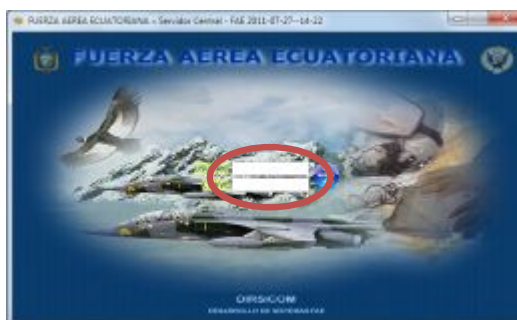 FUERZA AEREA ECUATORIANA - Servidor Central - FAE 2011-07-27--14-22
FUERZA AEREA ECUATORIANA
DIRSICOM
DESARROLLO DE SISTEMAS FAE